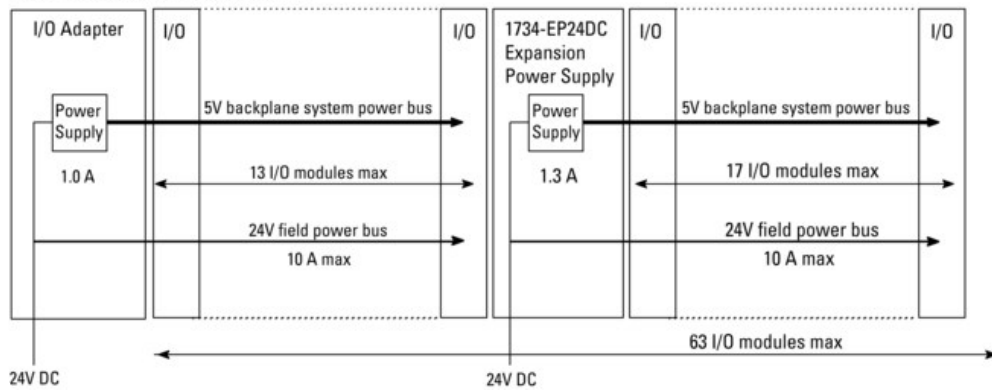 I/O Adapter
I/O
I/O
1734-EP24DC
Expansion
Power Supply
I/O
I/O
Power
Supply
5V backplane system power bus
Power
Supply
5V backplane system power bus
1.0 A
13 I/O modules max
1.3 A
17 I/O modules max
24V field power bus
10 A max
24V field power bus
10 A max
63 I/O modules max
24V DC
24V DC